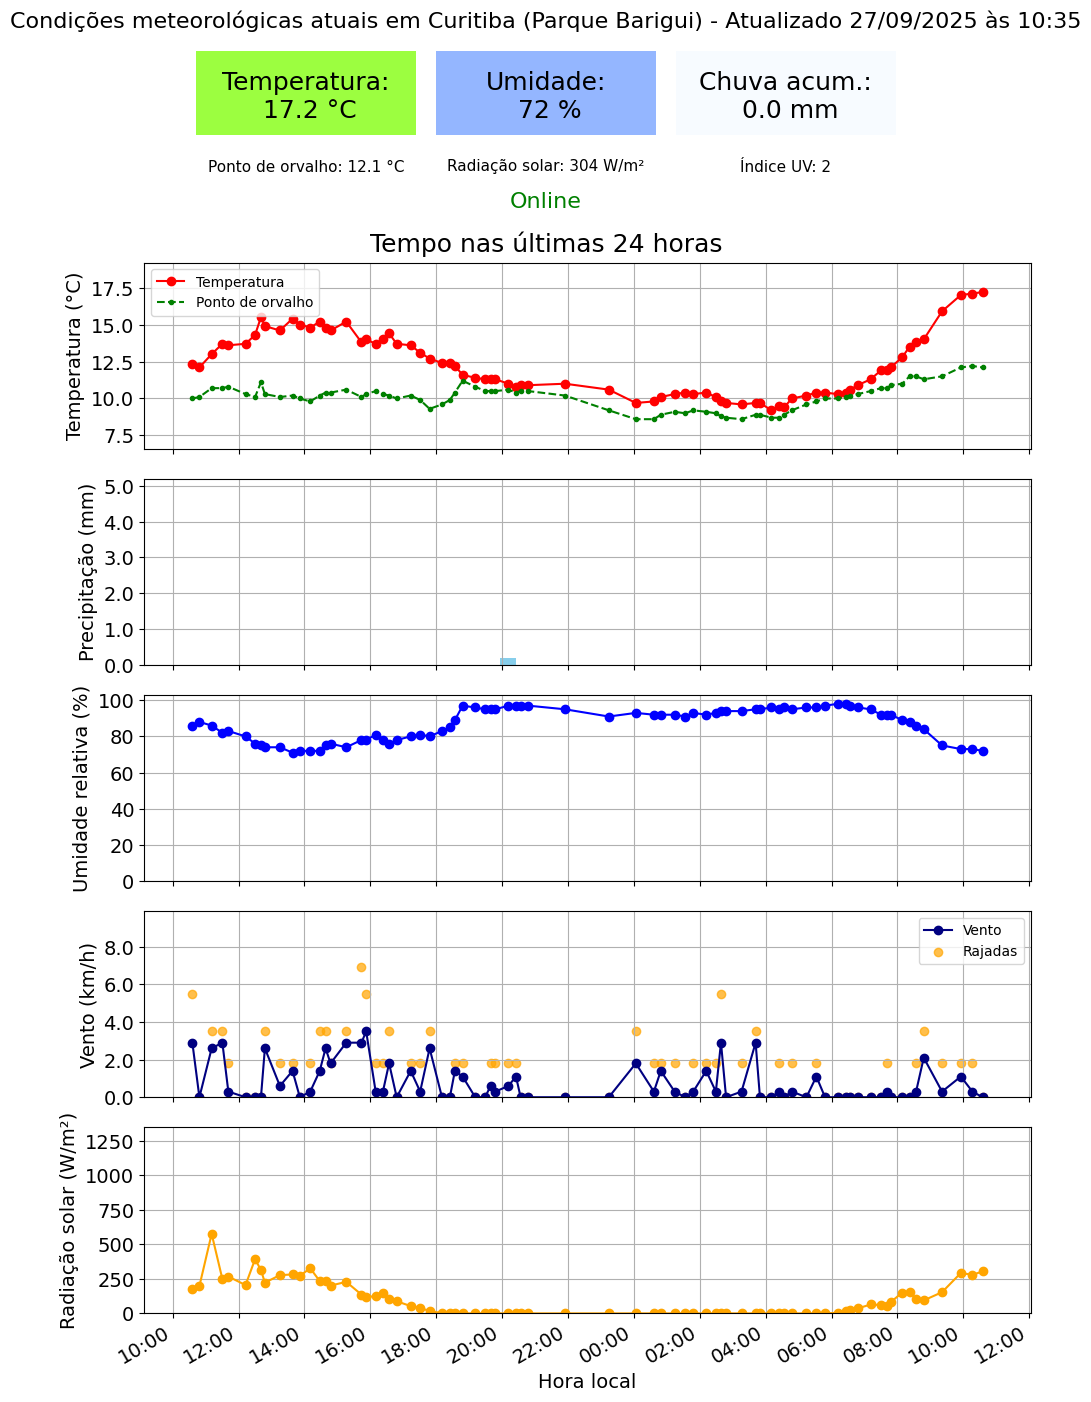 Condições meteorológicas atuais em Curitiba (Parque Barigui) - Atualizado 27/09/2025 às 10:35
Temperatura:
17.2 °C
Umidade:
72 %
Chuva acum.:
0.0 mm
Ponto de orvalho: 12.1 °C
Radiação solar: 304 W/m²
Índice UV: 2
Online
Tempo nas últimas 24 horas
Temperatura (°C)
17.5
15.0
12.5
10.0
7.5
Temperatura
Ponto de orvalho
Precipitação (mm)
5.0
4.0
3.0
2.0
1.0
0.0
Umidade relativa (%)
100
80
60
40
20
0
Vento (km/h)
8.0
6.0
4.0
2.0
0.0
Vento
Rajadas
Radiação solar (W/m²)
1250
1000
750
500
250
0
10:00
12:00
14:00
16:00
18:00
20:00
22:00
00:00
02:00
04:00
06:00
08:00
10:00
12:00
Hora local